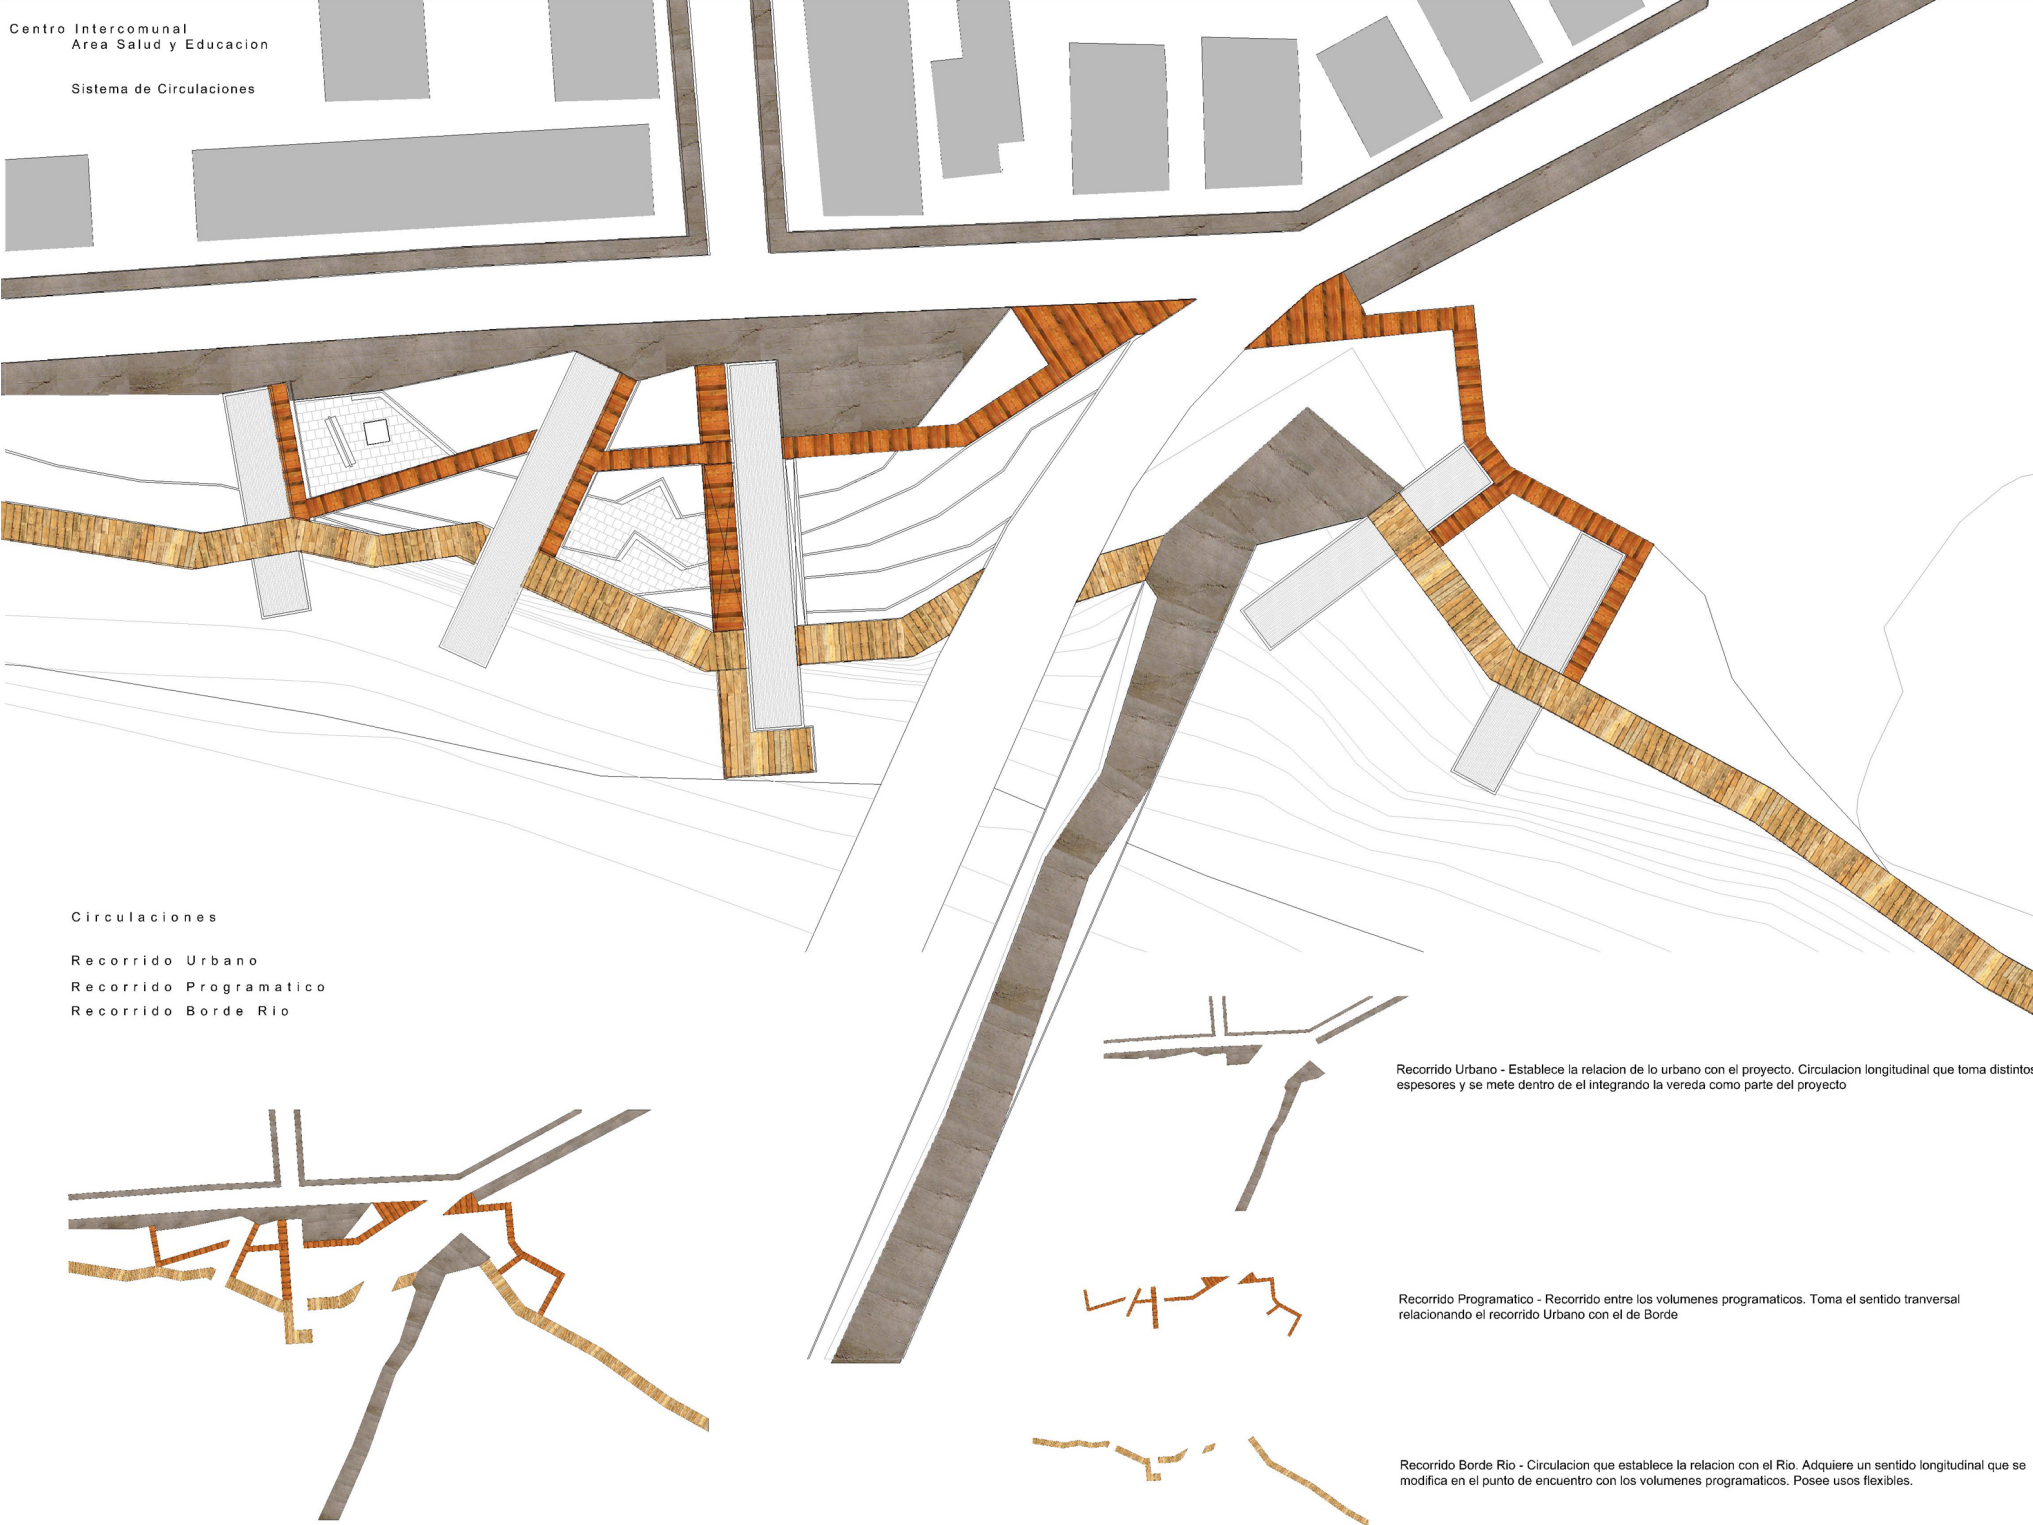 Centro Intercomunal
Area Salud y Educacion
Sistema de Circulaciones
Circulaciones
Recorrido Urbano
Recorrido Programatico
Recorrido Borde Rio
Recorrido Urbano - Establece la relacion de lo urbano con el proyecto. Circulacion longitudinal que toma distintos
espesores y se mete dentro de el integrando la vereda como parte del proyecto
Recorrido Programatico - Recorrido entre los volumenes programaticos. Toma el sentido tranversal
relacionando el recorrido Urbano con el de Borde
Recorrido Borde Rio - Circulacion que establece la relacion con el Rio. Adquiere un sentido longitudinal que se
modifica en el punto de encuentro con los volumenes programaticos. Posee usos flexibles.